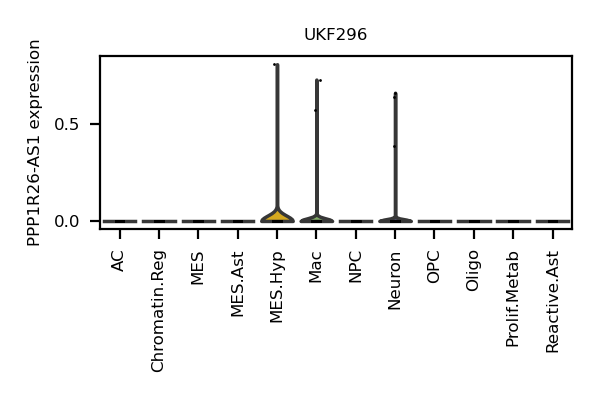 UKF296
PPP1R26-AS1 expression
0.5
0.0
AC
Chromatin.Reg
MES
MES.Ast
MES.Hyp
Mac
NPC
Neuron
OPC
Oligo
Prolif.Metab
Reactive.Ast